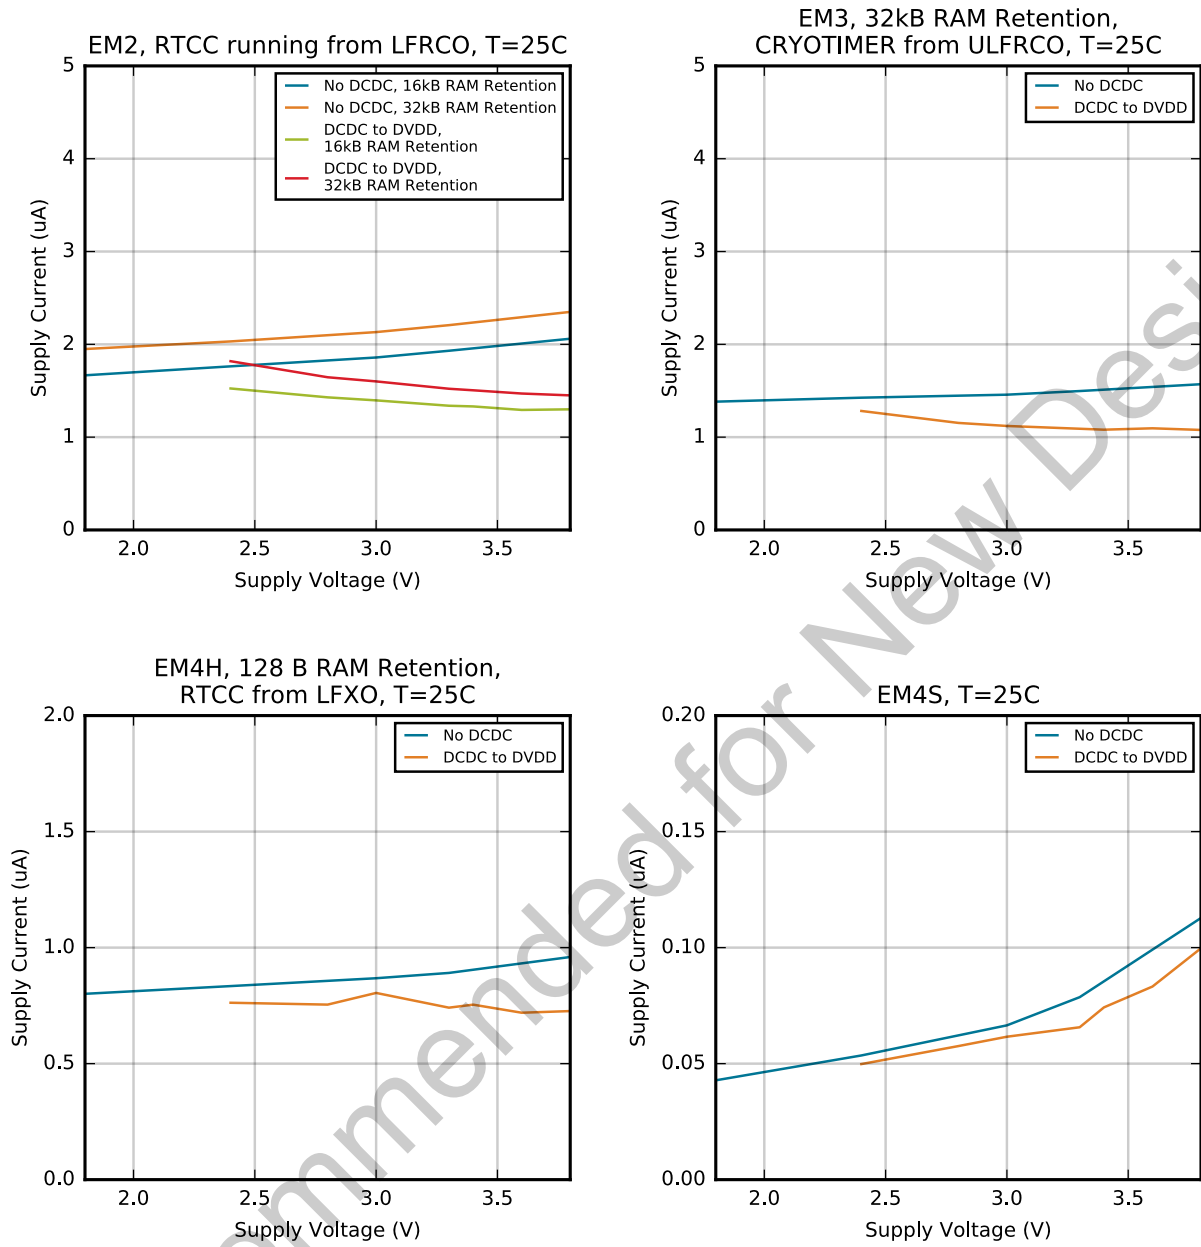 EM2, RTCC running from LFRCO, T=25C
5
4
3
2
1
0
Supply Current (uA)
No DCDC, 16kB RAM Retention
No DCDC, 32kB RAM Retention
DCDC to DVDD,
16kB RAM Retention
DCDC to DVDD,
32kB RAM Retention
2.0 2.5 3.0 3.5
Supply Voltage (V)
EM3, 32kB RAM Retention,
CRYOTIMER from ULFRCO, T=25C
5
4
3
2
1
0
Supply Current (uA)
No DCDC
DCDC to DVDD
2.0 2.5 3.0 3.5
Supply Voltage (V)
EM4H, 128 B RAM Retention,
RTCC from LFXO, T=25C
2.0
1.5
1.0
0.5
0.0
Supply Current (uA)
No DCDC
DCDC to DVDD
2.0 2.5 3.0 3.5
Supply Voltage (V)
EM4S, T=25C
0.20
0.15
0.10
0.05
0.00
Supply Current (uA)
No DCDC
DCDC to DVDD
2.0 2.5 3.0 3.5
Supply Voltage (V)
ommended for New Desi